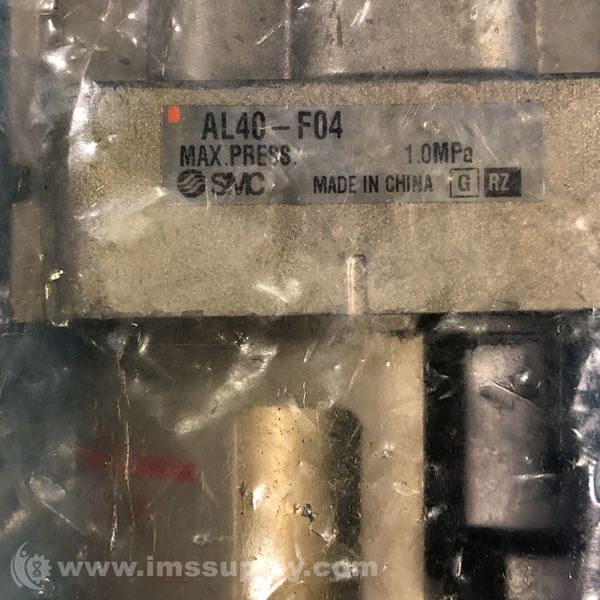 AL40-F04
MAX.PRESS. 1.0MPa
SMC MADE IN CHINA G RZ
www.imssupply.com